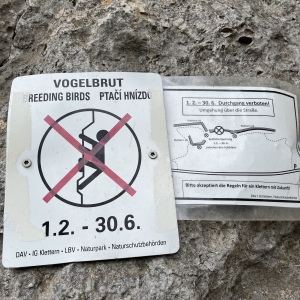 VOGELBRUT
BREEDING BIRDS PTAČÍ HNÍZDO
1.2. - 30.6.
DAV • IG Klettern • LBV • Naturpark • Naturschutzbehörden
1. 2. - 30. 6. Durchgang verboten!
Umgehung über die Straße.
Bitte akzeptiert die Regeln für ein Klettern mit Zukunft!